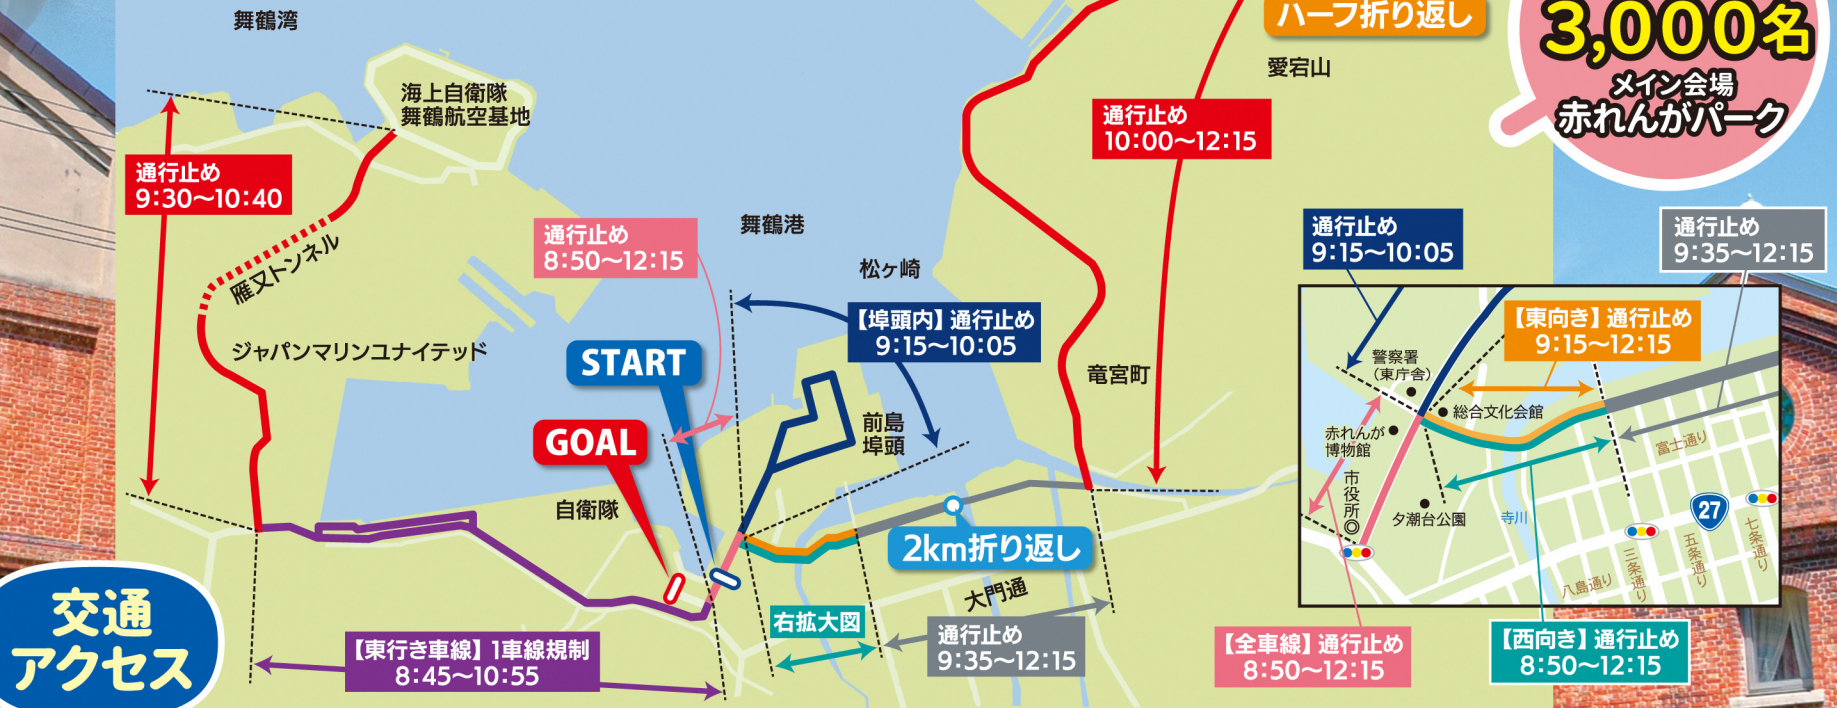 舞鶴湾
ハーフ折り返し
3,000名
メイン会場
赤れんがパーク
愛宕山
海上自衛隊
舞鶴航空基地
通行止め
10:00〜12:15
通行止め
9:30〜10:40
雁又トンネル
通行止め
8:50〜12:15
舞鶴港
松ヶ崎
【埠頭内】通行止め
9:15〜10:05
ジャパンマリンユナイテッド
START
GOAL
竜宮町
前島
埠頭
自衛隊
2km折り返し
大門通
右拡大図
通行止め
9:35〜12:15
【東行き車線】1車線規制
8:45〜10:55
交通
アクセス
通行止め
9:15〜10:05
通行止め
9:35〜12:15
【東向き】通行止め
9:15〜12:15
警察署
(東庁舎)
総合文化会館
赤れんが
博物館
市役所
夕潮台公園
寺川
富士通り
27
八島通り
三条通り
五条通り
七条通り
【全車線】通行止め
8:50〜12:15
【西向き】通行止め
8:50〜12:15